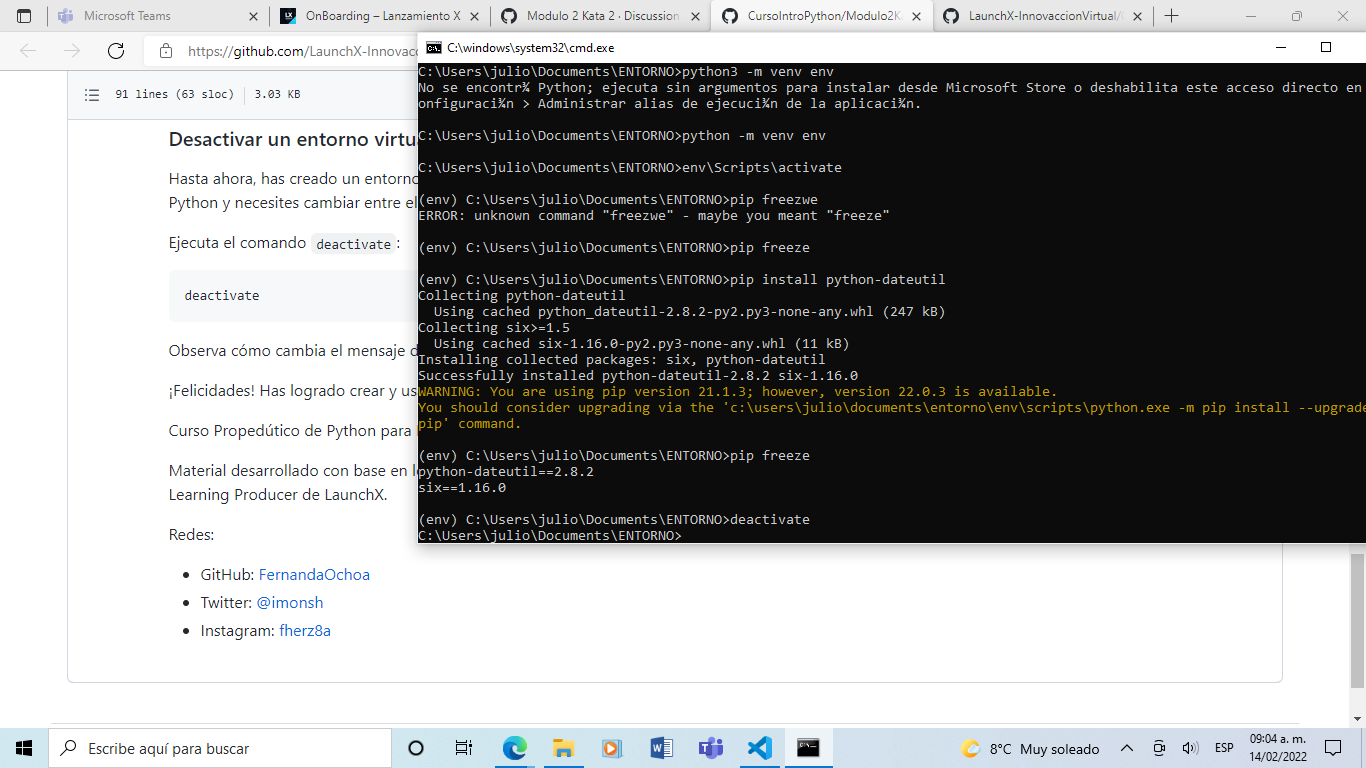 Microsoft Teams
OnBoarding – Lanzamiento X
Modulo 2 Kata 2 · Discussion
CursoIntroPython/Modulo2K
LaunchX-InnovaccionVirtual/
https://github.com/LaunchX-Innovacc
C:\windows\system32\cmd.exe
91 lines (63 sloc)
3.03 KB
Desactivar un entorno virtu
Hasta ahora, has creado un entorno
Python y necesites cambiar entre el
Ejecuta el comando deactivate:
deactivate
Observa cómo cambia el mensaje d
¡Felicidades! Has logrado crear y us
Curso Propedútico de Python para
Material desarrollado con base en l
Learning Producer de LaunchX.
Redes:
GitHub: FernandaOchoa
Twitter: @imonsh
Instagram: fherz8a
C:\Users\julio\Documents\ENTORNO>python3 -m venv env
No se encontr¾ Python; ejecuta sin argumentos para instalar desde Microsoft Store o deshabilita este acceso directo en
onfiguraci¾n > Administrar alias de ejecuci¾n de la aplicaci¾n.
C:\Users\julio\Documents\ENTORNO>python -m venv env
C:\Users\julio\Documents\ENTORNO>env\Scripts\activate
(env) C:\Users\julio\Documents\ENTORNO>pip freezwe
ERROR: unknown command "freezwe" - maybe you meant "freeze"
(env) C:\Users\julio\Documents\ENTORNO>pip freeze
(env) C:\Users\julio\Documents\ENTORNO>pip install python-dateutil
Collecting python-dateutil
Using cached python_dateutil-2.8.2-py2.py3-none-any.whl (247 kB)
Collecting six>=1.5
Using cached six-1.16.0-py2.py3-none-any.whl (11 kB)
Installing collected packages: six, python-dateutil
Successfully installed python-dateutil-2.8.2 six-1.16.0
WARNING: You are using pip version 21.1.3; however, version 22.0.3 is available.
You should consider upgrading via the 'c:\users\julio\documents\entorno\env\scripts\python.exe -m pip install --upgrade
pip' command.
(env) C:\Users\julio\Documents\ENTORNO>pip freeze
python-dateutil==2.8.2
six==1.16.0
(env) C:\Users\julio\Documents\ENTORNO>deactivate
C:\Users\julio\Documents\ENTORNO>
Escribe aquí para buscar
8°C Muy soleado
ESP
09:04 a. m.
14/02/2022